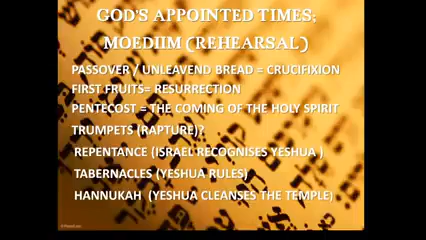 GOD'S APPOINTED TIMES;
MOEDIIM (REHEARSAL)
PASSOVER / UNLEAVEND BREAD = CRUCIFIXION
FIRST FRUITS= RESURRECTION
PENTECOST = THE COMING OF THE HOLY SPIRIT
TRUMPETS (RAPTURE)?
REPENTANCE (ISRAEL RECOGNISES YESHUA )
TABERNACLES (YESHUA RULES)
HANNUKAH (YESHUA CLEANSES THE TEMPLE)